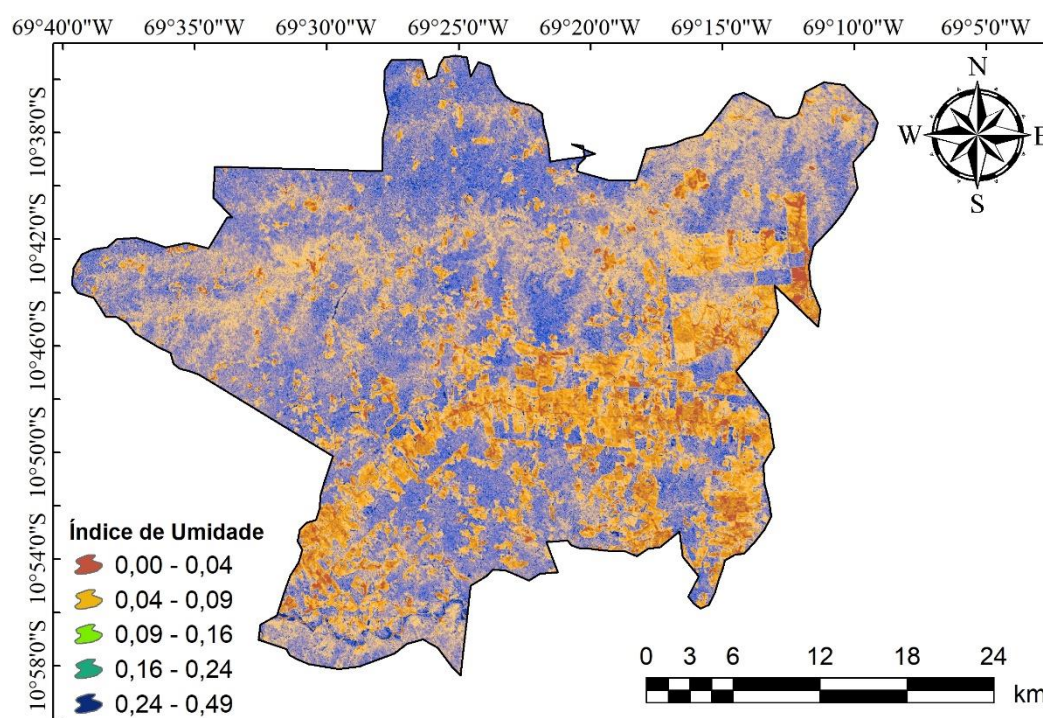 69°40'0"W 69°35'0"W 69°30'0"W 69°25'0"W 69°20'0"W 69°15'0"W 69°10'0"W 69°5'0"W
N
W E
S
10°38'0"S
10°42'0"S
10°46'0"S
10°50'0"S
10°54'0"S
10°58'0"S
Índice de Umidade
0,00 - 0,04
0,04 - 0,09
0,09 - 0,16
0,16 - 0,24
0,24 - 0,49
0 3 6 12 18 24
km